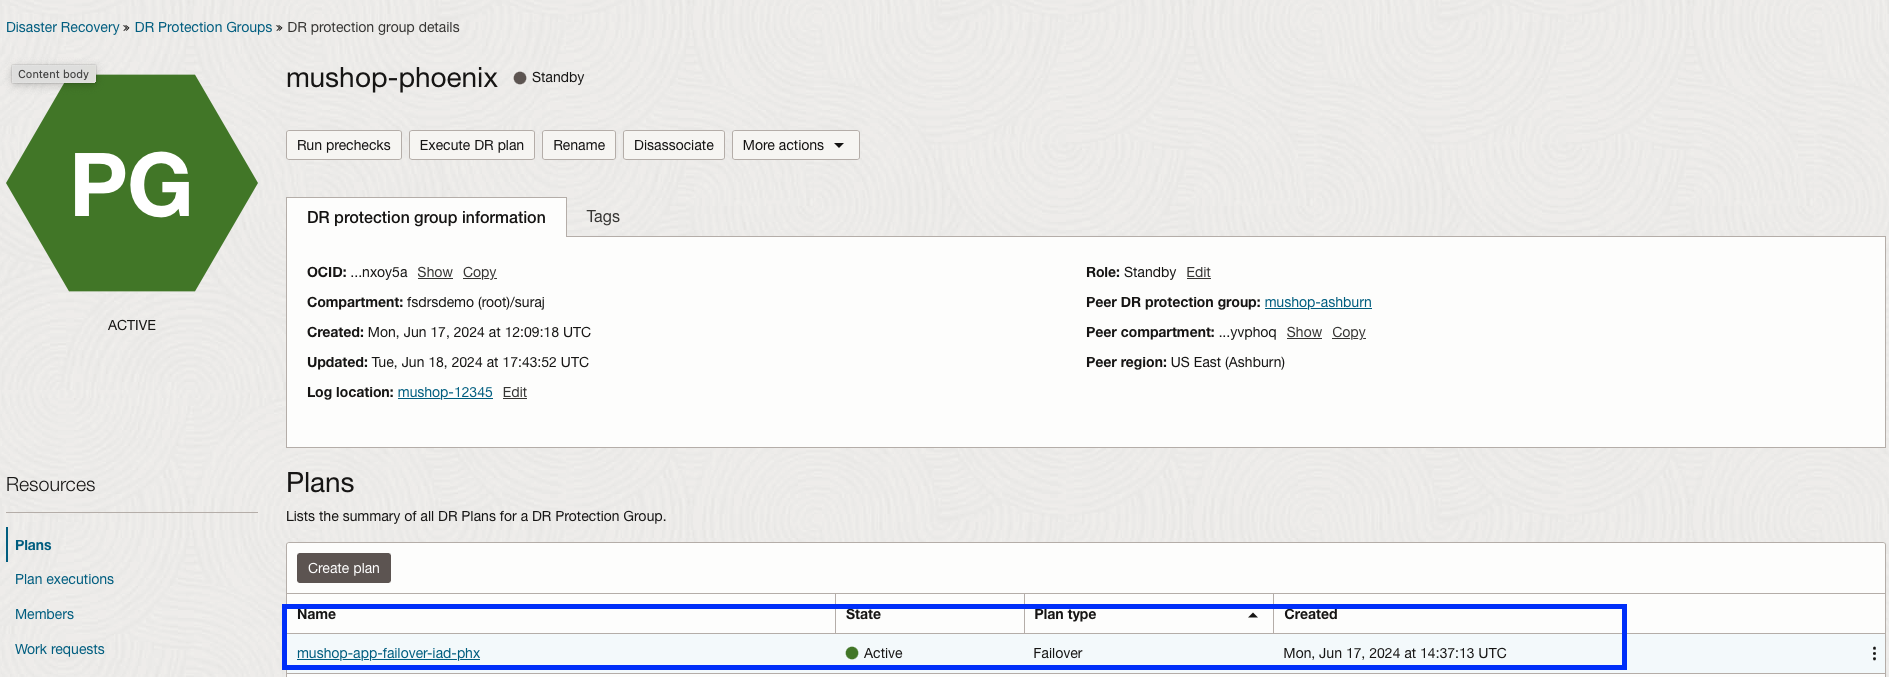 Disaster Recovery » DR Protection Groups » DR protection group details
Content body
PG
ACTIVE
mushop-phoenix Standby
Run prechecks Execute DR plan Rename Disassociate More actions
DR protection group information Tags
OCID: ...nxoy5a Show Copy
Compartment: fsdrsdemo (root)/suraj
Created: Mon, Jun 17, 2024 at 12:09:18 UTC
Updated: Tue, Jun 18, 2024 at 17:43:52 UTC
Log location: mushop-12345 Edit
Role: Standby Edit
Peer DR protection group: mushop-ashburn
Peer compartment: ...yvphoq Show Copy
Peer region: US East (Ashburn)
Resources
Plans
Plan executions
Members
Work requests
Plans
Lists the summary of all DR Plans for a DR Protection Group.
Create plan
Name State Plan type Created
mushop-app-failover-iad-phx Active Failover Mon, Jun 17, 2024 at 14:37:13 UTC